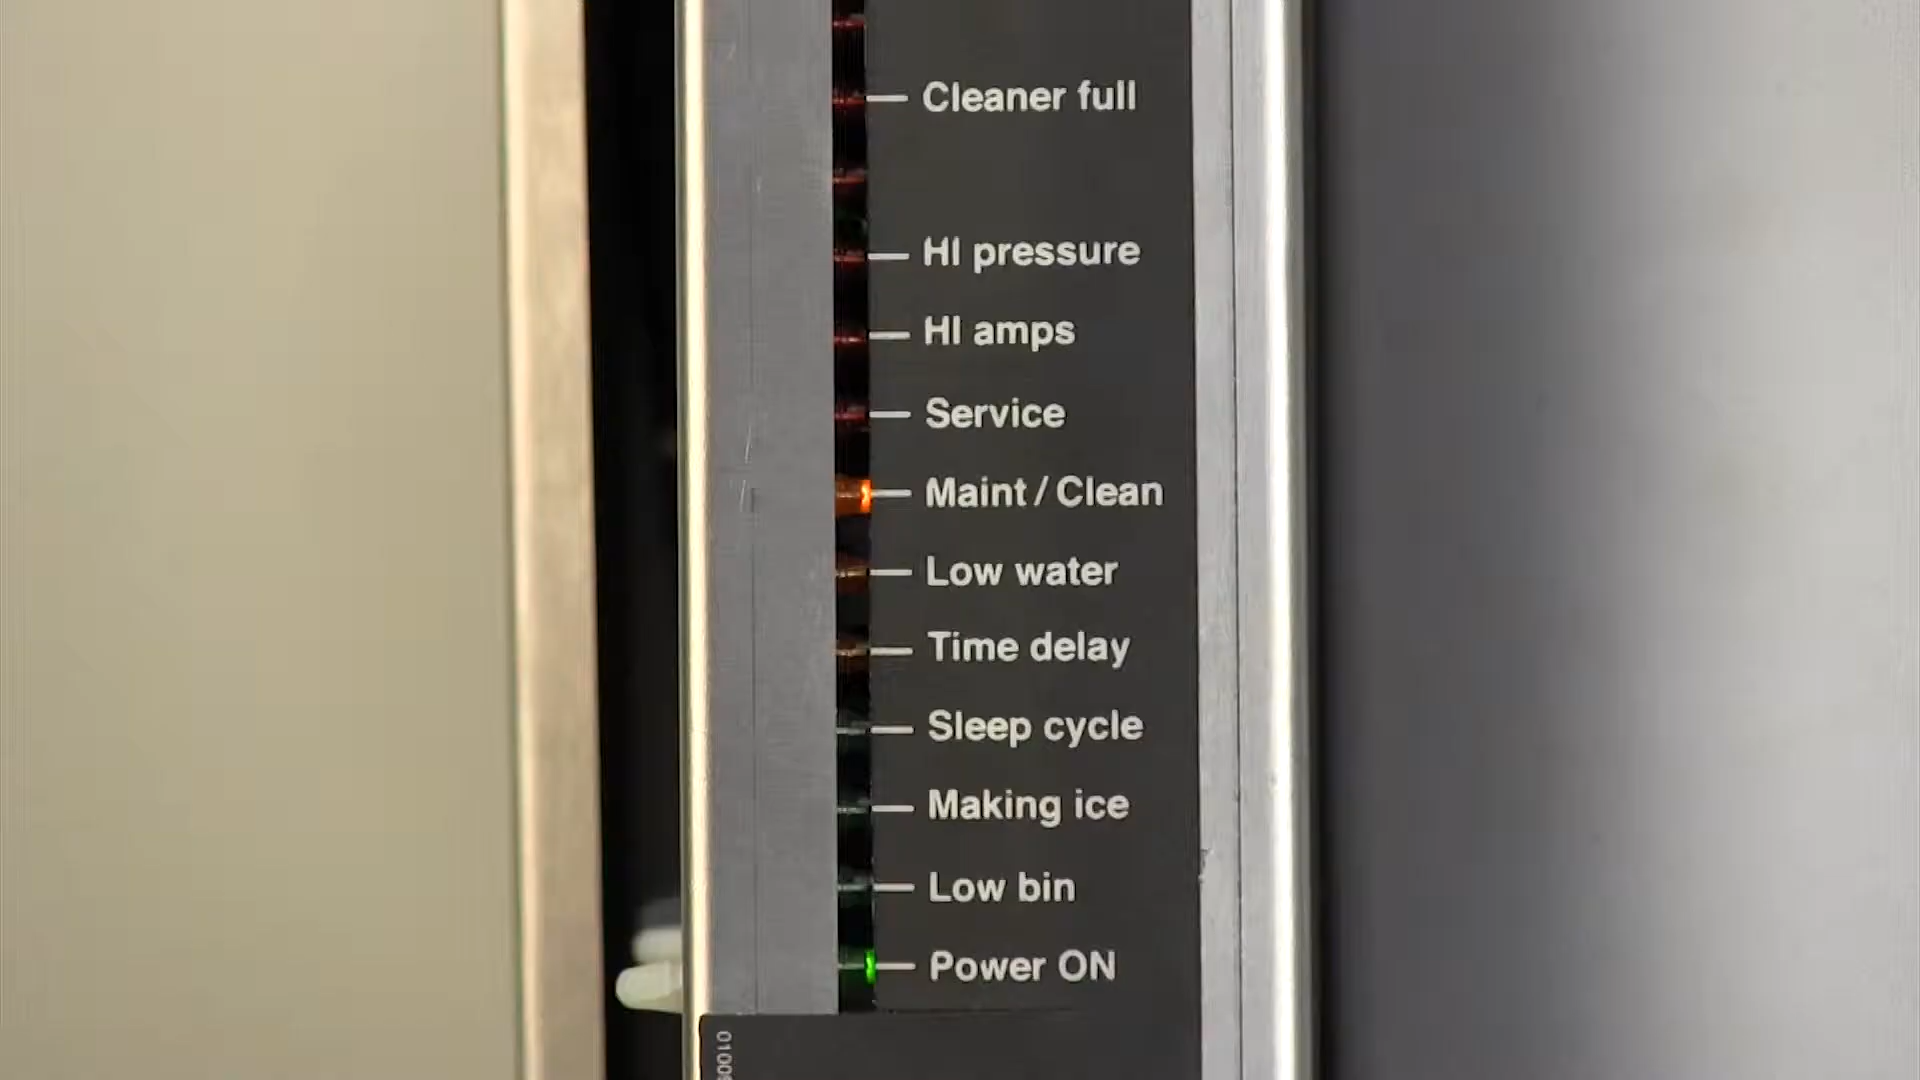 Cleaner full
HI pressure
HI amps
Service
Maint / Clean
Low water
Time delay
Sleep cycle
Making ice
Low bin
Power ON